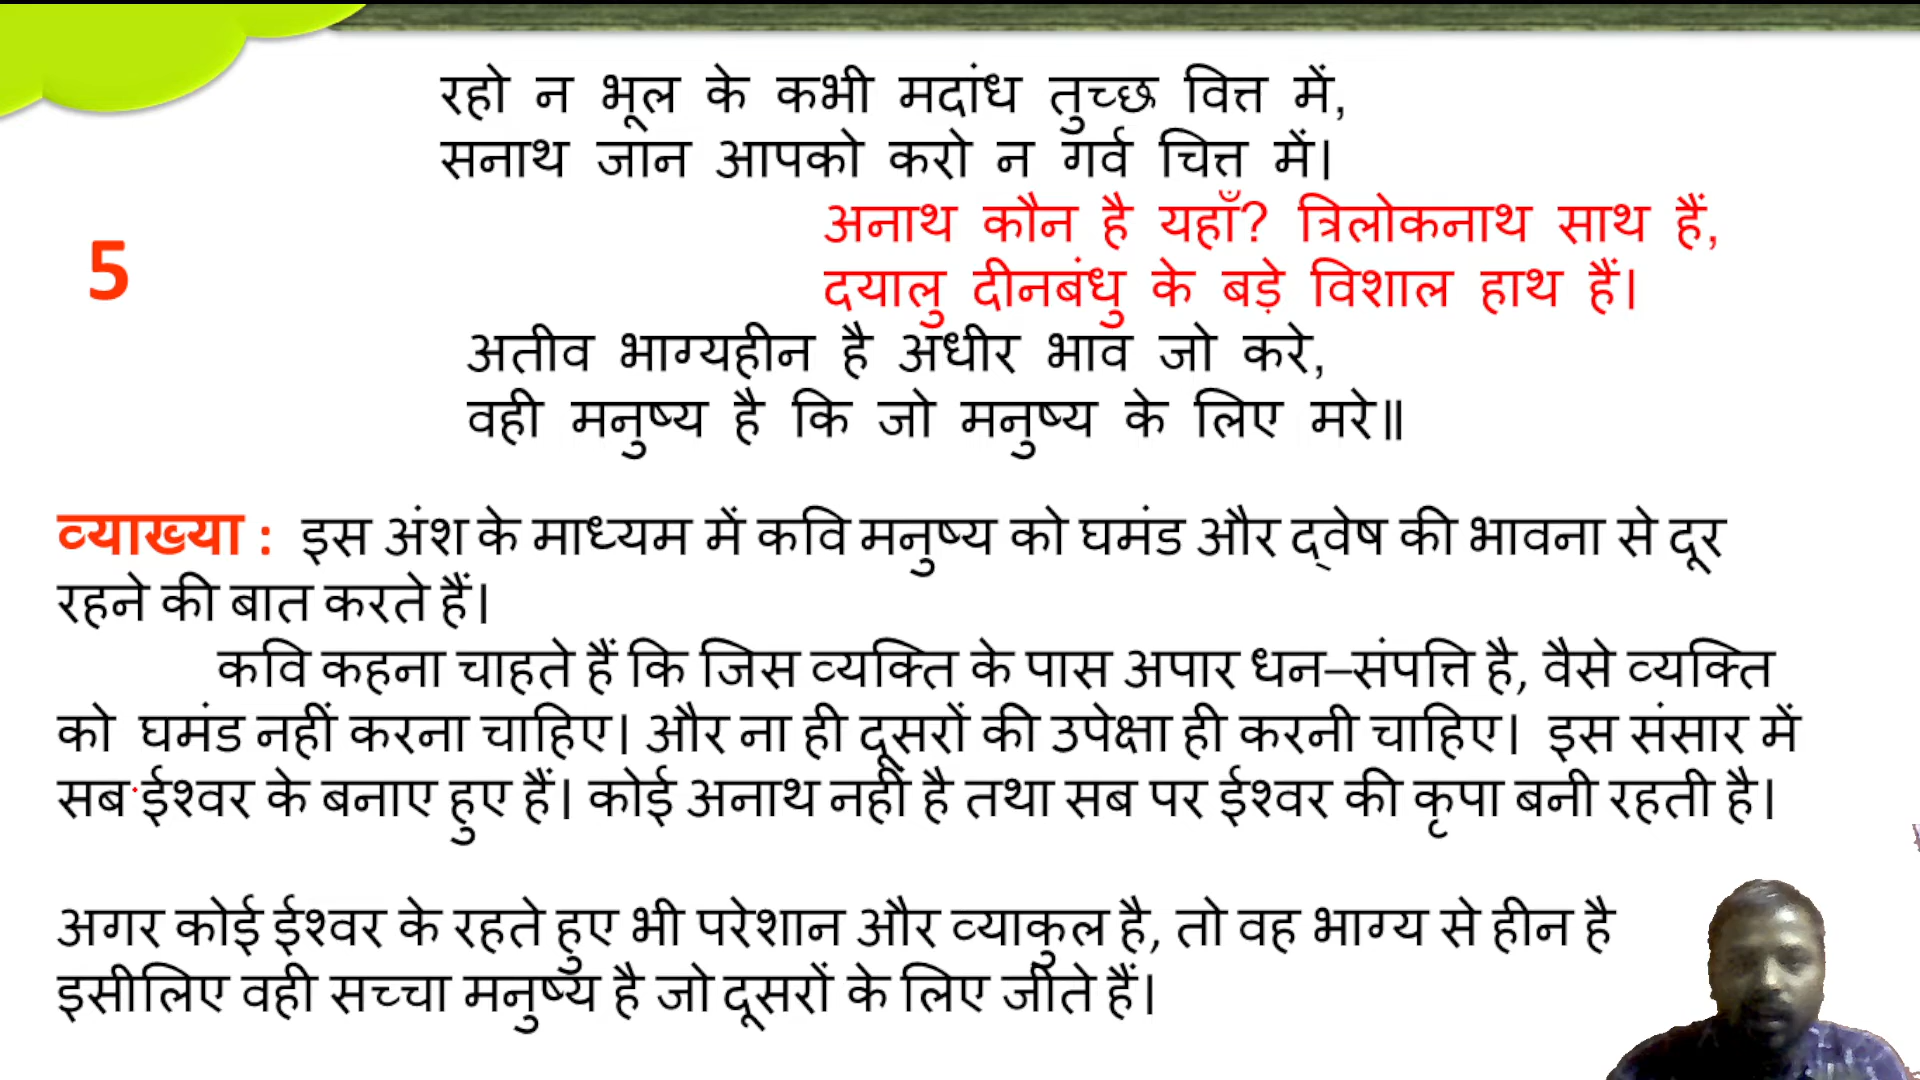 रहो न भूल के कभी मदांध तुच्छ वित्त में,
सनाथ जान आपको करो न गर्व चित्त में।
अनाथ कौन है यहाँ? त्रिलोकनाथ साथ हैं,
दयालु दीनबंधु के बड़े विशाल हाथ हैं।
5
अतीव भाग्यहीन है अधीर भाव जो करे,
वही मनुष्य है कि जो मनुष्य के लिए मरे॥
व्याख्या : इस अंश के माध्यम में कवि मनुष्य को घमंड और द्‌वेष की भावना से दूर
रहने की बात करते हैं।
कवि कहना चाहते हैं कि जिस व्यक्ति के पास अपार धन–संपत्ति है, वैसे व्यक्ति
को घमंड नहीं करना चाहिए। और ना ही दूसरों की उपेक्षा ही करनी चाहिए। इस संसार में
सब ईश्वर के बनाए हुए हैं। कोई अनाथ नहीं है तथा सब पर ईश्वर की कृपा बनी रहती है।
अगर कोई ईश्वर के रहते हुए भी परेशान और व्याकुल है, तो वह भाग्य से हीन है
इसीलिए वही सच्चा मनुष्य है जो दूसरों के लिए जीते हैं।